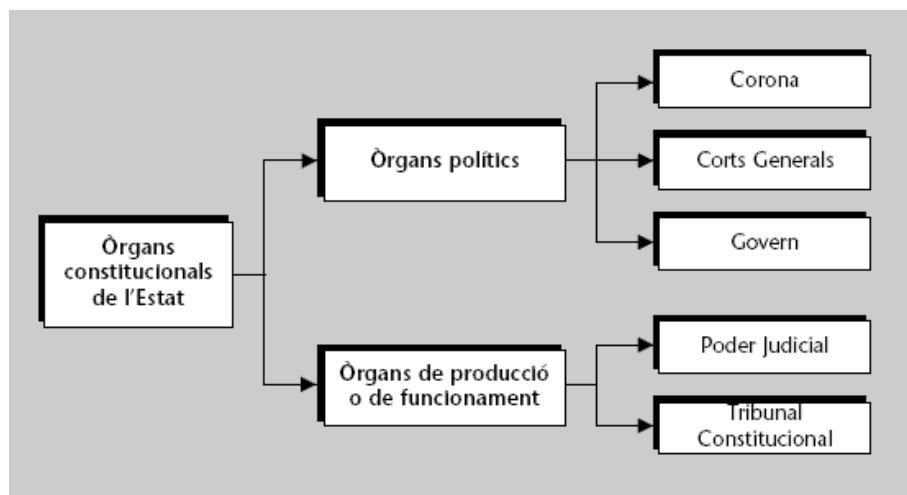 Òrgans
constitucionals
de l'Estat
Òrgans polítics
Corona
Corts Generals
Govern
Òrgans de producció
o de funcionament
Poder Judicial
Tribunal
Constitucional